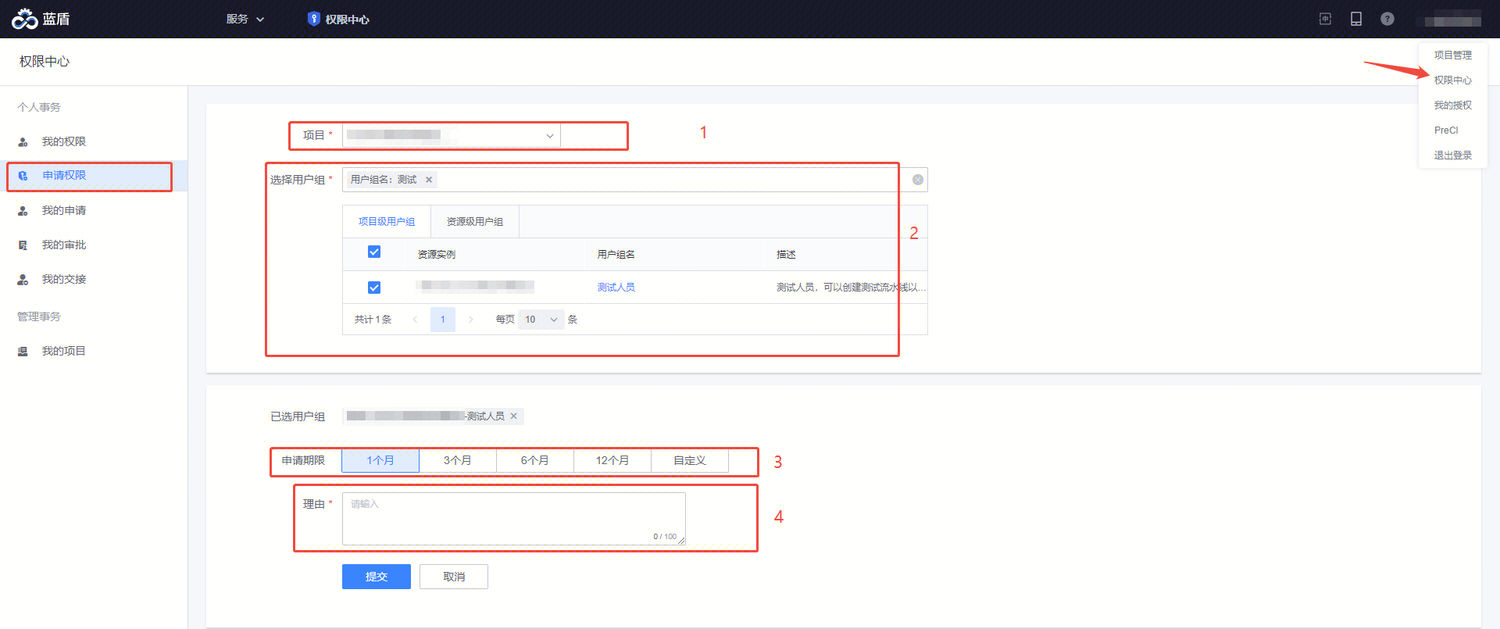 蓝盾 服务 权限中心
权限中心
项目管理
权限中心
我的授权
PreCI
退出登录
个人事务
我的权限
申请权限
我的申请
我的审批
我的交接
管理事务
我的项目
项目 * 1
选择用户组 * 用户组名：测试 ×
2
项目级用户组 资源级用户组
资源实例 用户组名 描述
测试人员 测试人员，可以创建测试流水线以...
共计1条 < 1 > 每页 10 条
已选用户组 -测试人员 ×
申请期限 1个月 3个月 6个月 12个月 自定义 3
理由 * 请输入 4
0 / 100
提交 取消